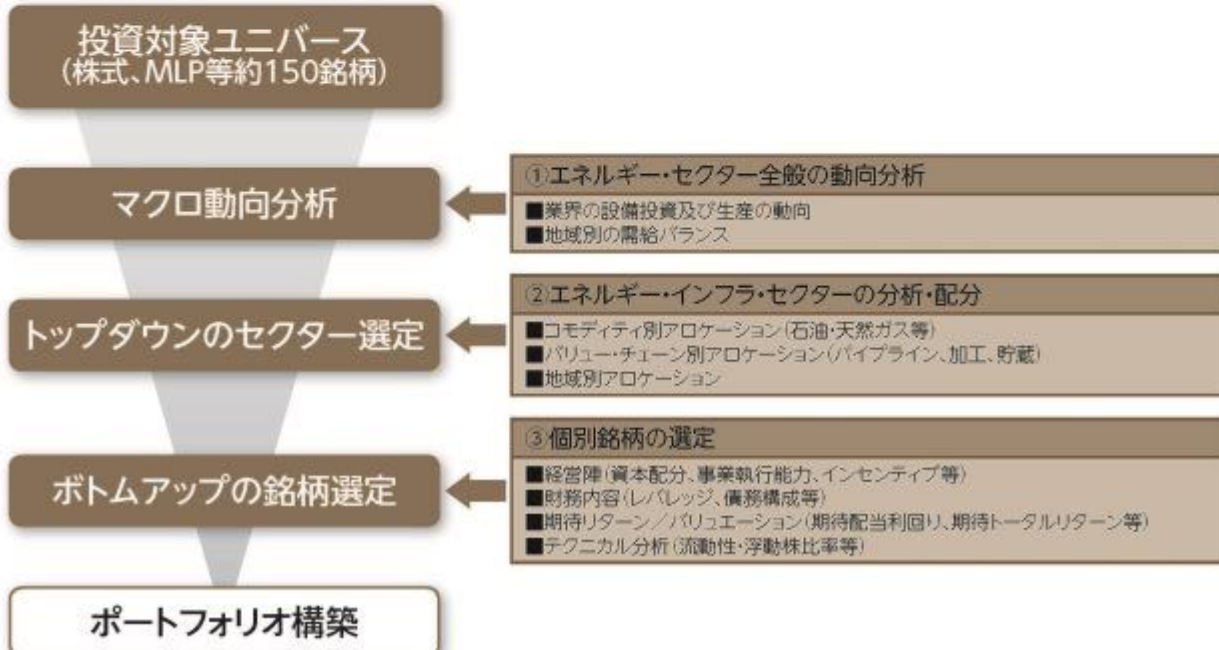 投資対象ユニバース
(株式、MLP等約150銘柄)
マクロ動向分析
①エネルギー・セクター全般の動向分析
■業界の設備投資及び生産の動向
■地域別の需給バランス
トップダウンのセクター選定
②エネルギー・インフラ・セクターの分析・配分
■コモディティ別アロケーション(石油・天然ガス等)
■バリュー・チェーン別アロケーション(パイプライン、加工、貯蔵)
■地域別アロケーション
ボトムアップの銘柄選定
③個別銘柄の選定
■経営陣(資本配分、事業執行能力、インセンティブ等)
■財務内容(レバレッジ、債務構成等)
■期待リターン/バリュエーション(期待配当利回り、期待トータルリターン等)
■テクニカル分析(流動性・浮動株比率等)
ポートフォリオ構築